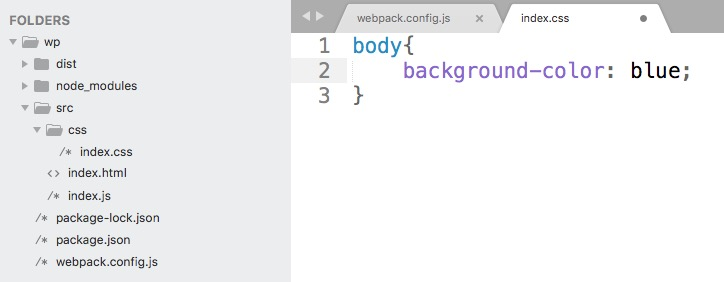 FOLDERS
wp
dist
node_modules
src
css
/* index.css
<> index.html
/* index.js
/* package-lock.json
/* package.json
/* webpack.config.js
webpack.config.js ×
index.css
1 body{
2 background-color: blue;
3 }